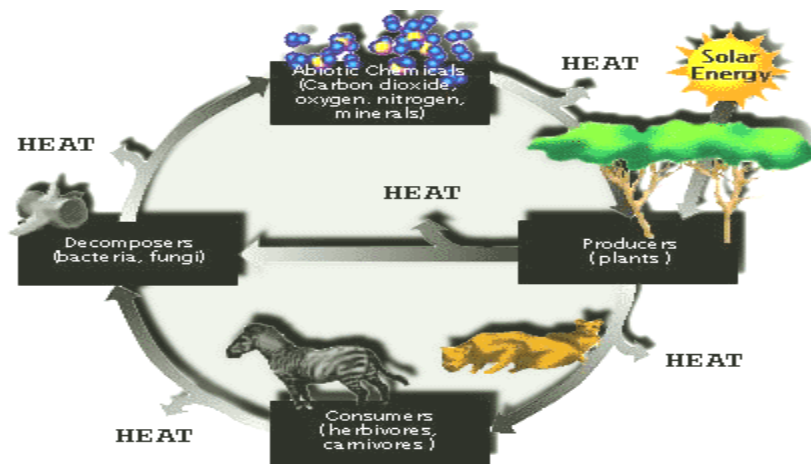 Solar
Energy
HEAT
Abiotic Chemicals
(Carbon dioxide,
oxygen. nitrogen,
minerals)
HEAT
HEAT
Decomposers
(bacteria, fungi)
Producers
(plants)
HEAT
Consumers
(herbivores,
carnivores)
HEAT